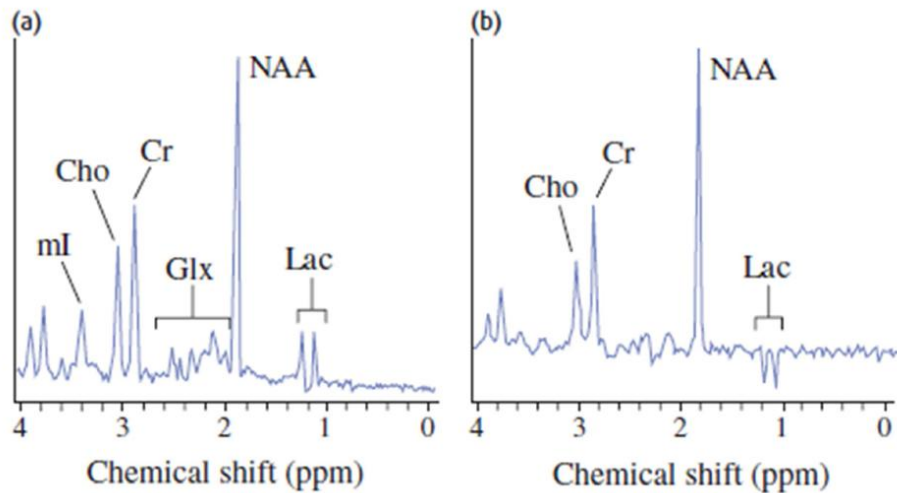 (a)
NAA
Cr
Cho
mI
Glx
Lac
4 3 2 1 0
Chemical shift (ppm)
(b)
NAA
Cr
Cho
Lac
4 3 2 1 0
Chemical shift (ppm)